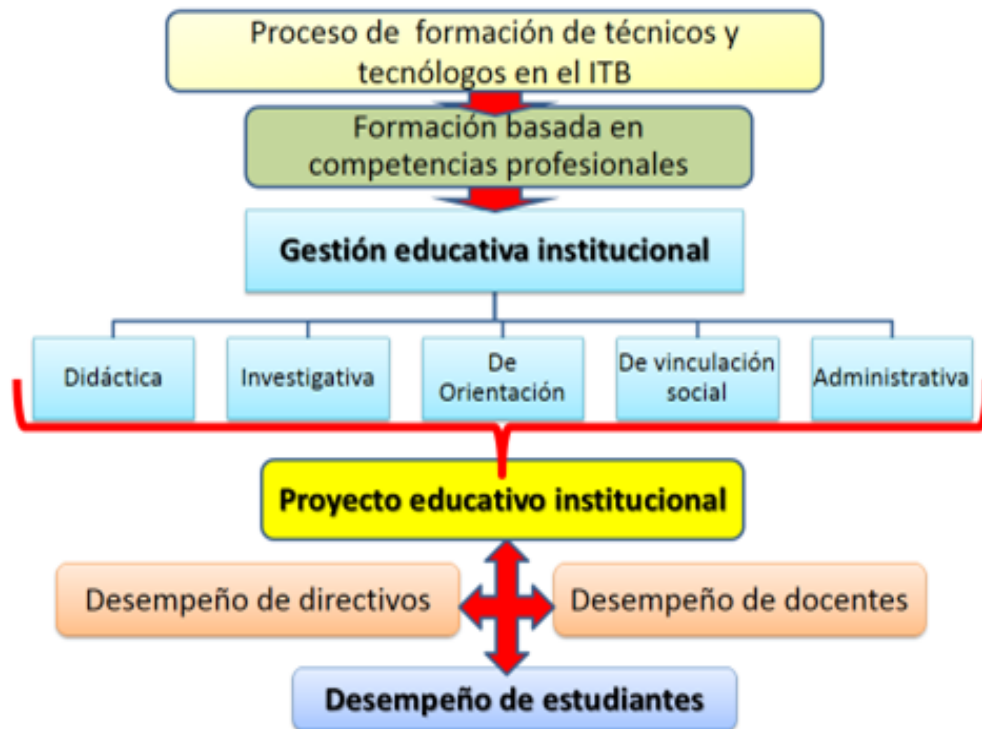 Proceso de formación de técnicos y
tecnólogos en el ITB
Formación basada en
competencias profesionales
Gestión educativa institucional
Didáctica
Investigativa
De
Orientación
De vinculación
social
Administrativa
Proyecto educativo institucional
Desempeño de directivos
Desempeño de docentes
Desempeño de estudiantes